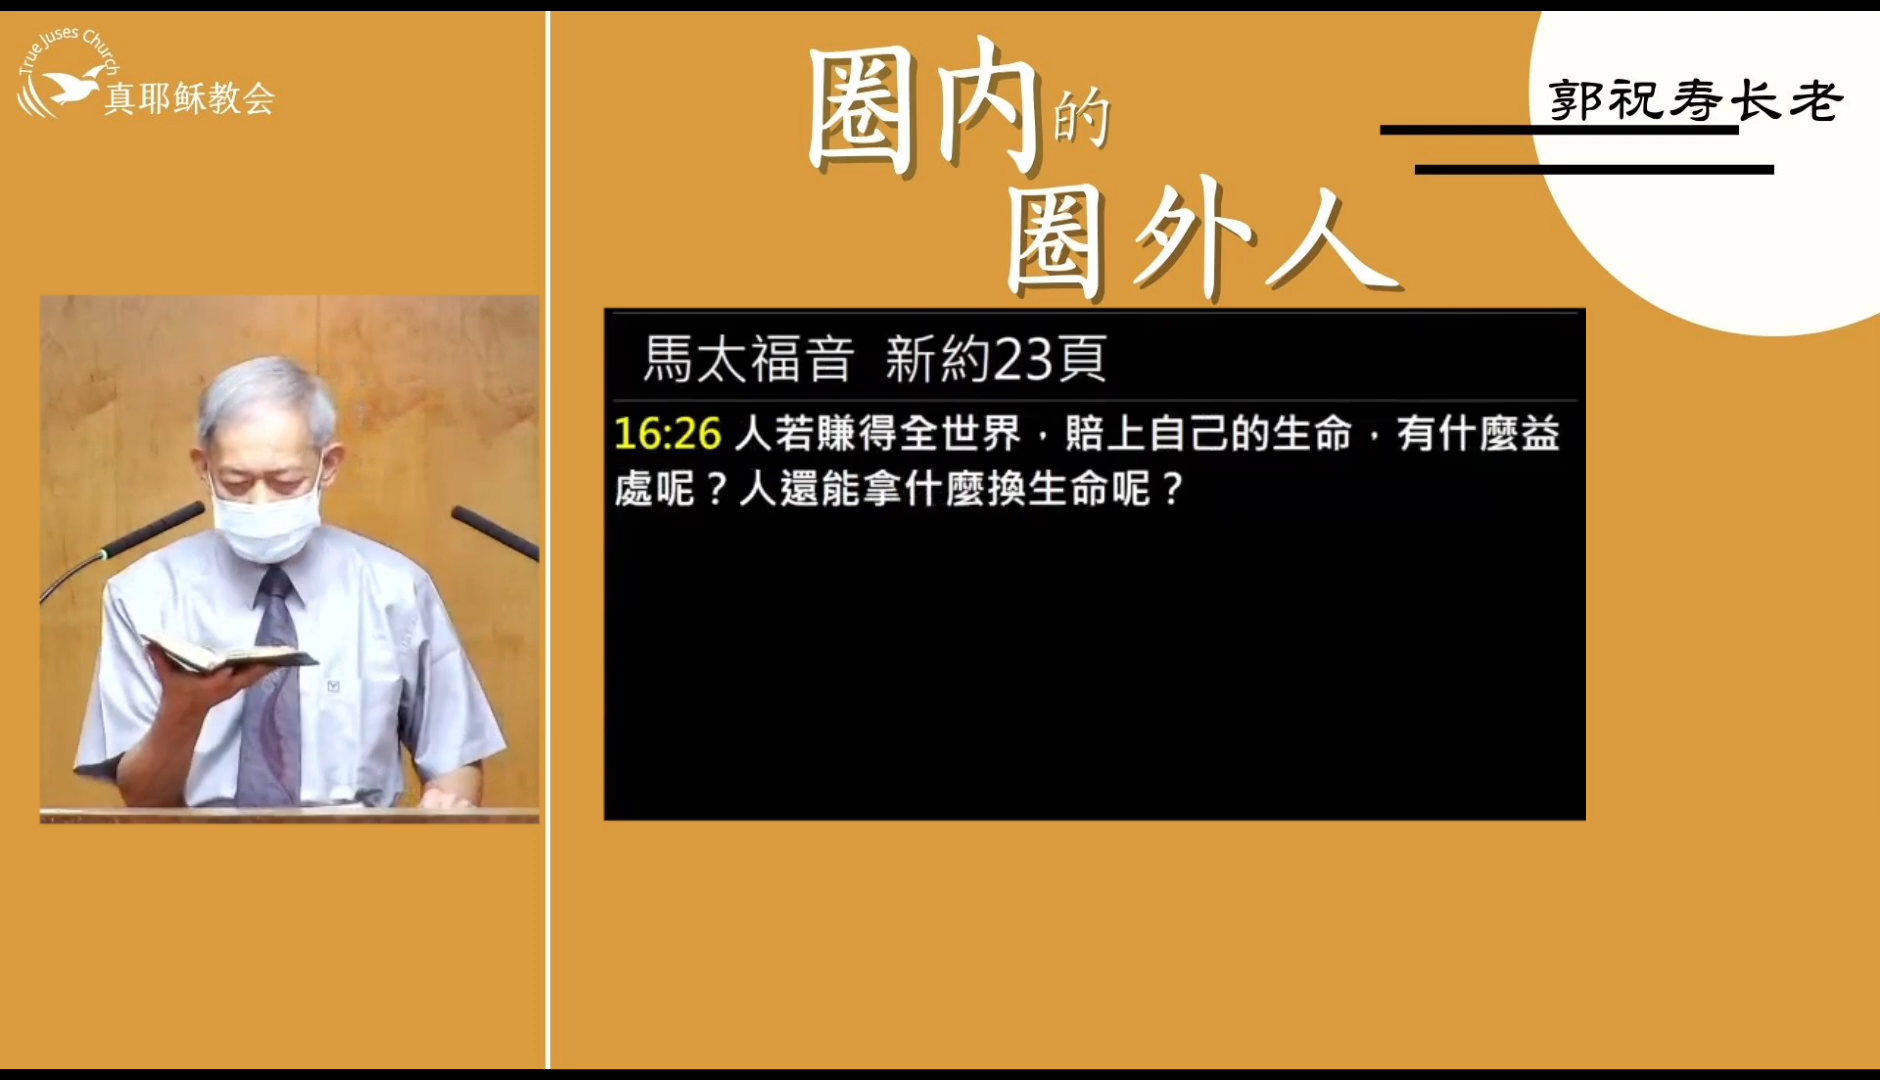 True Juses Church
真耶稣教会
圈内的
圈外人
郭祝寿长老
馬太福音 新約23頁
16:26 人若賺得全世界，賠上自己的生命，有什麼益
處呢？人還能拿什麼換生命呢？